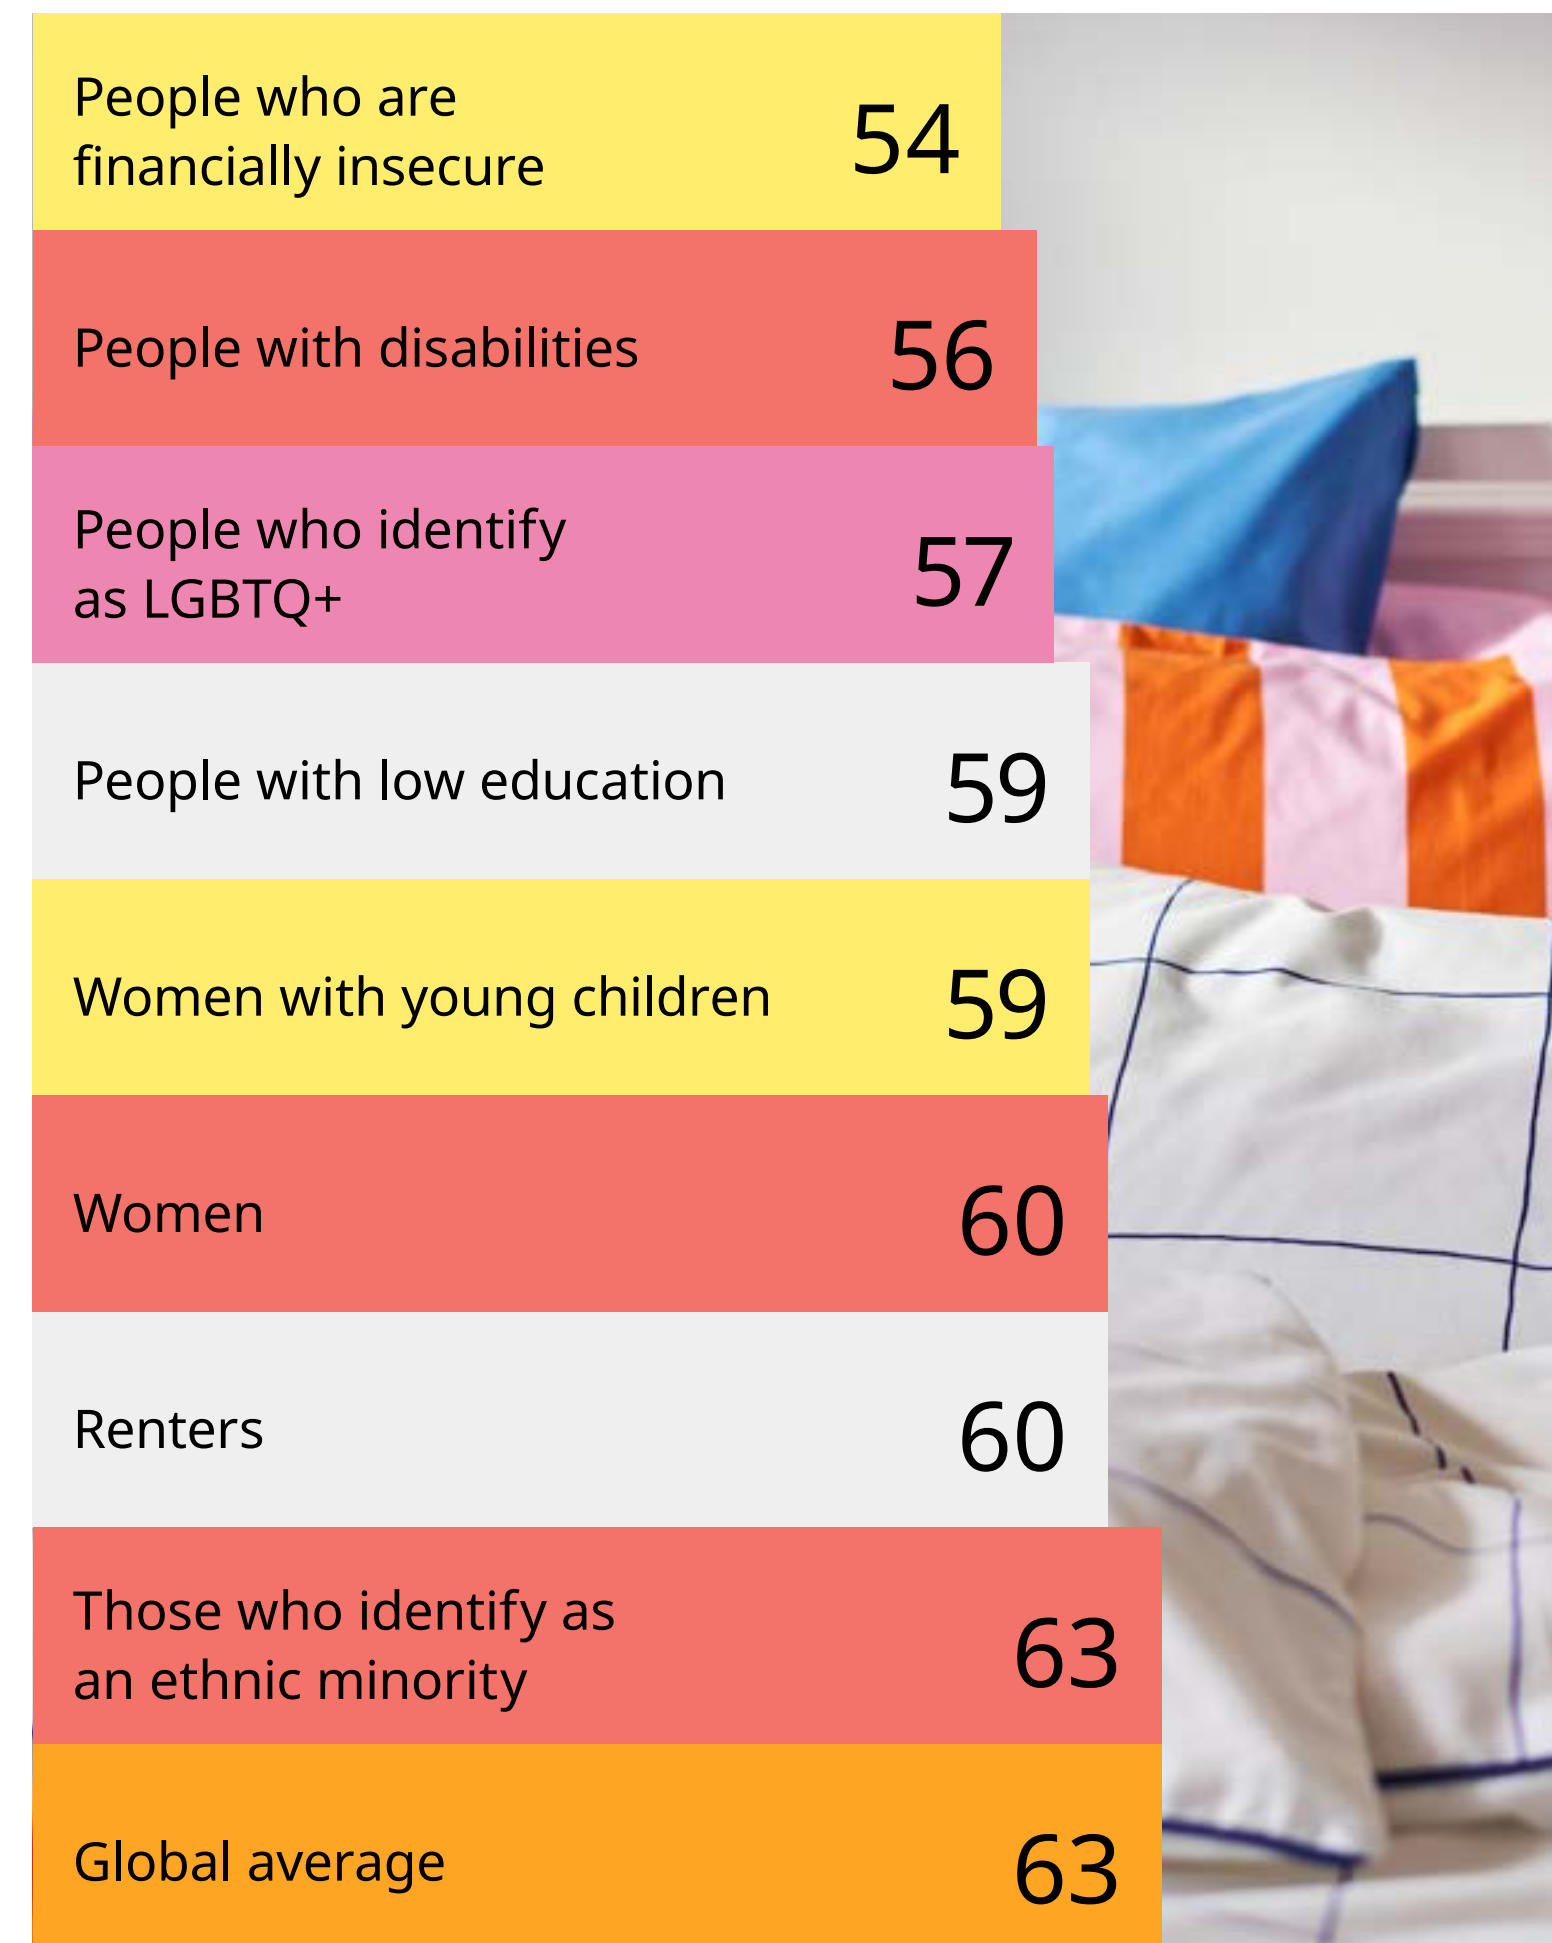 People who are
financially insecure
54
People with disabilities
56
People who identify
as LGBTQ+
57
People with low education
59
Women with young children
59
Women
60
Renters
60
Those who identify as
an ethnic minority
63
Global average
63